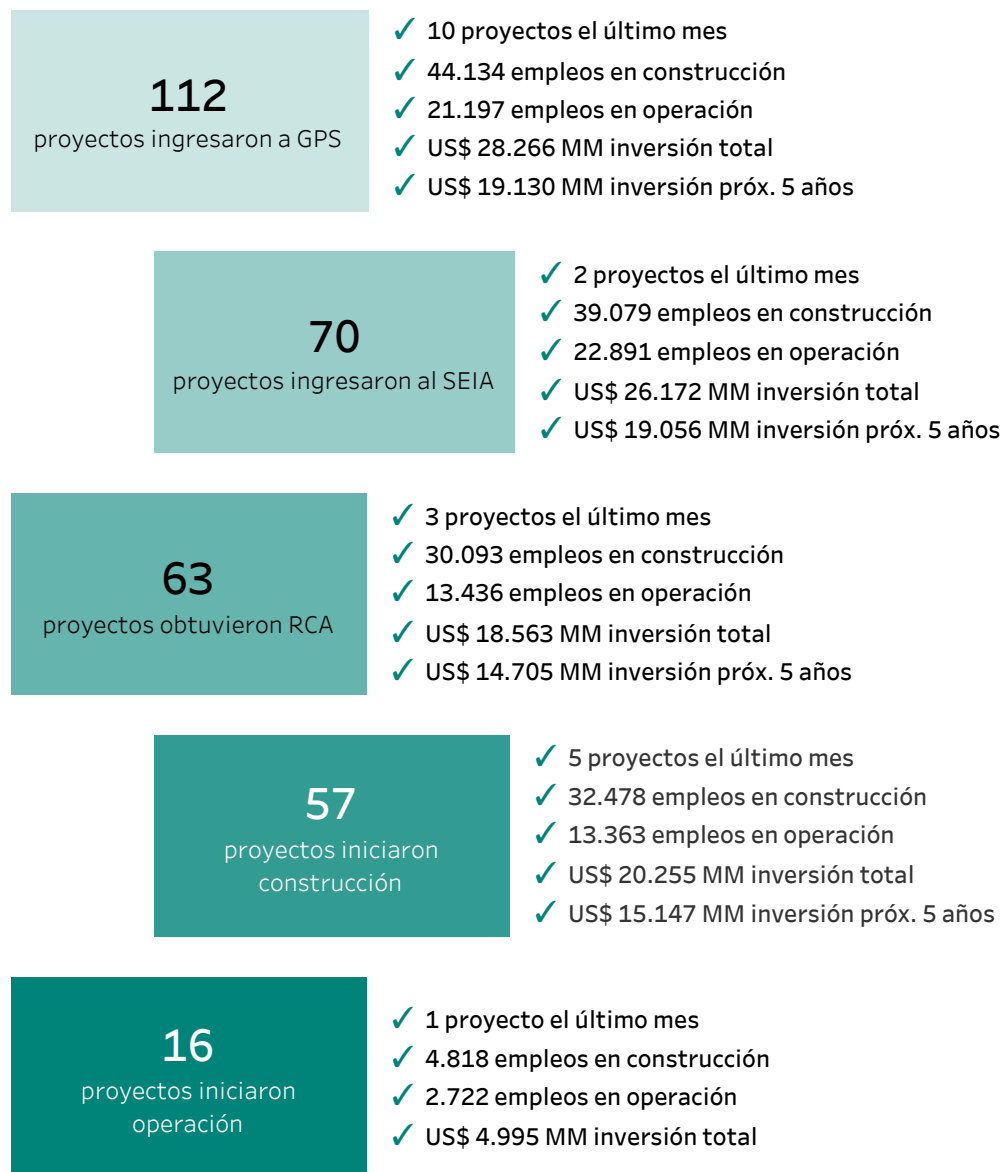 112
proyectos ingresaron a GPS
✓ 10 proyectos el último mes
✓ 44.134 empleos en construcción
✓ 21.197 empleos en operación
✓ US$ 28.266 MM inversión total
✓ US$ 19.130 MM inversión próx. 5 años
70
proyectos ingresaron al SEIA
✓ 2 proyectos el último mes
✓ 39.079 empleos en construcción
✓ 22.891 empleos en operación
✓ US$ 26.172 MM inversión total
✓ US$ 19.056 MM inversión próx. 5 años
63
proyectos obtuvieron RCA
✓ 3 proyectos el último mes
✓ 30.093 empleos en construcción
✓ 13.436 empleos en operación
✓ US$ 18.563 MM inversión total
✓ US$ 14.705 MM inversión próx. 5 años
57
proyectos iniciaron
construcción
✓ 5 proyectos el último mes
✓ 32.478 empleos en construcción
✓ 13.363 empleos en operación
✓ US$ 20.255 MM inversión total
✓ US$ 15.147 MM inversión próx. 5 años
16
proyectos iniciaron
operación
✓ 1 proyecto el último mes
✓ 4.818 empleos en construcción
✓ 2.722 empleos en operación
✓ US$ 4.995 MM inversión total